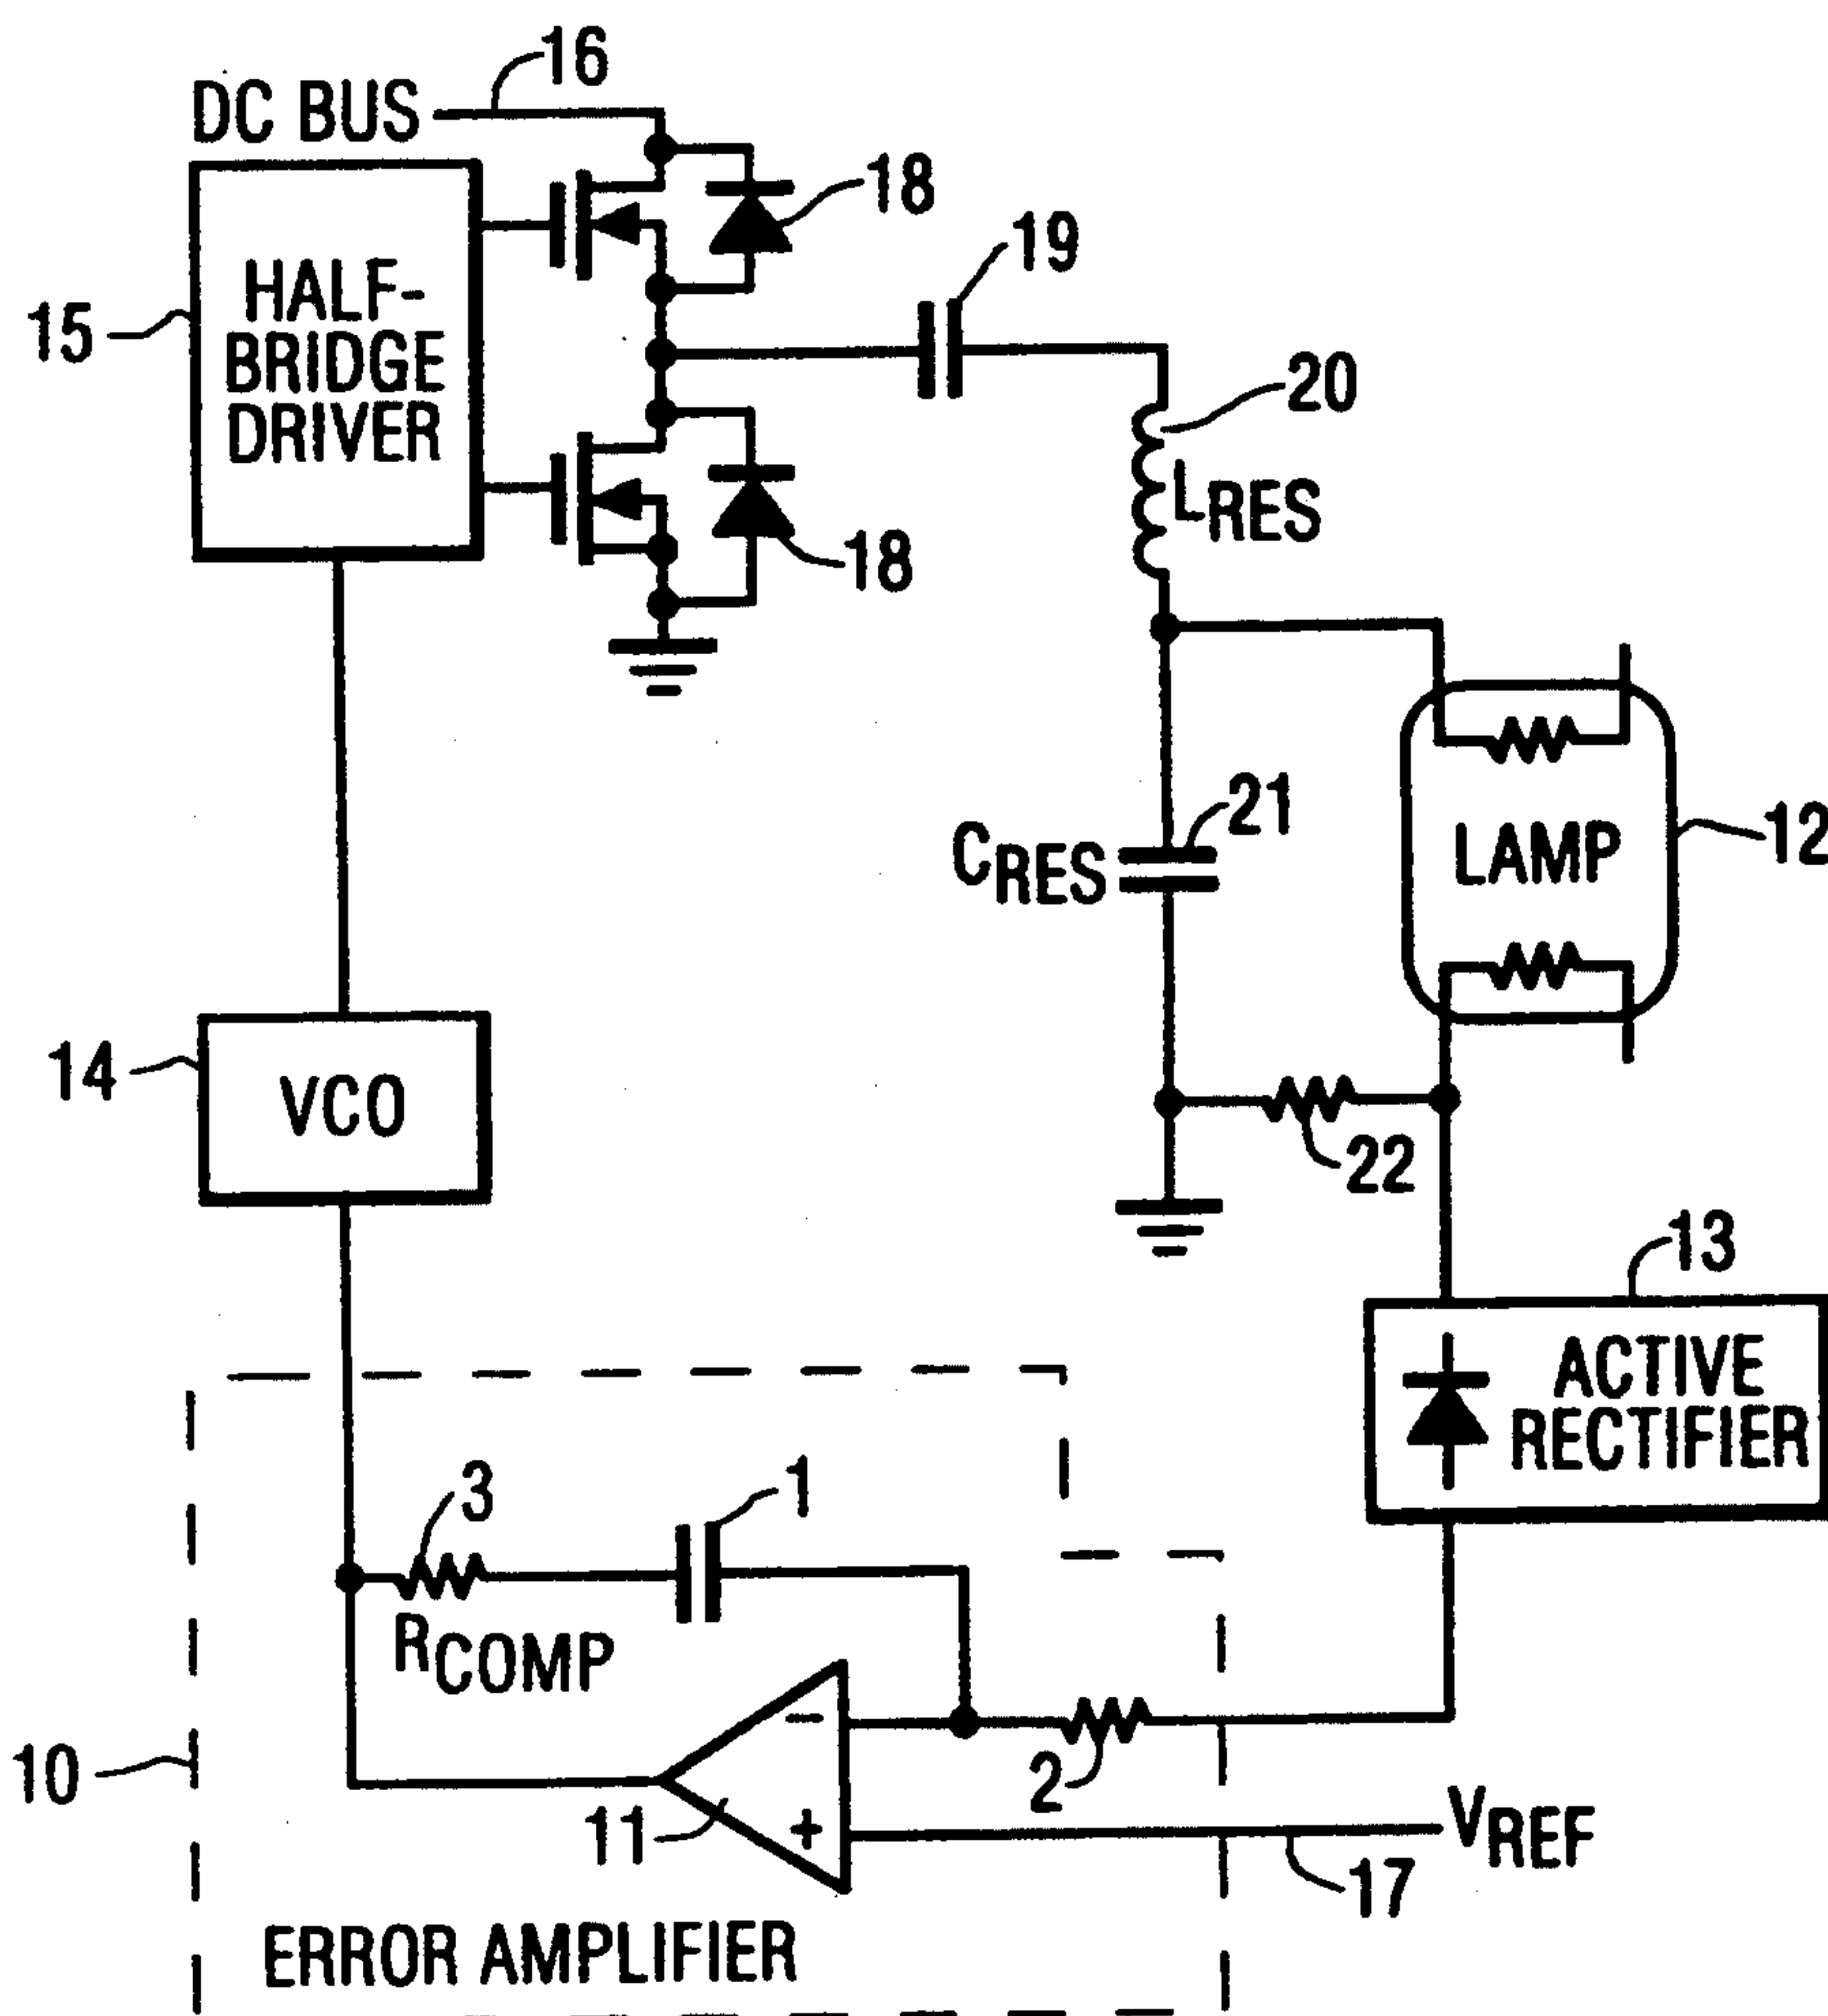 16
DC BUS
18
19
15
HALF-
BRIDGE
DRIVER
20
LRES
18
21
CRES
LAMP
12
14
VCO
22
13
ACTIVE
RECTIFIER
3
1
RCOMP
-
10
2
11
+
VREF
17
ERROR AMPLIFIER